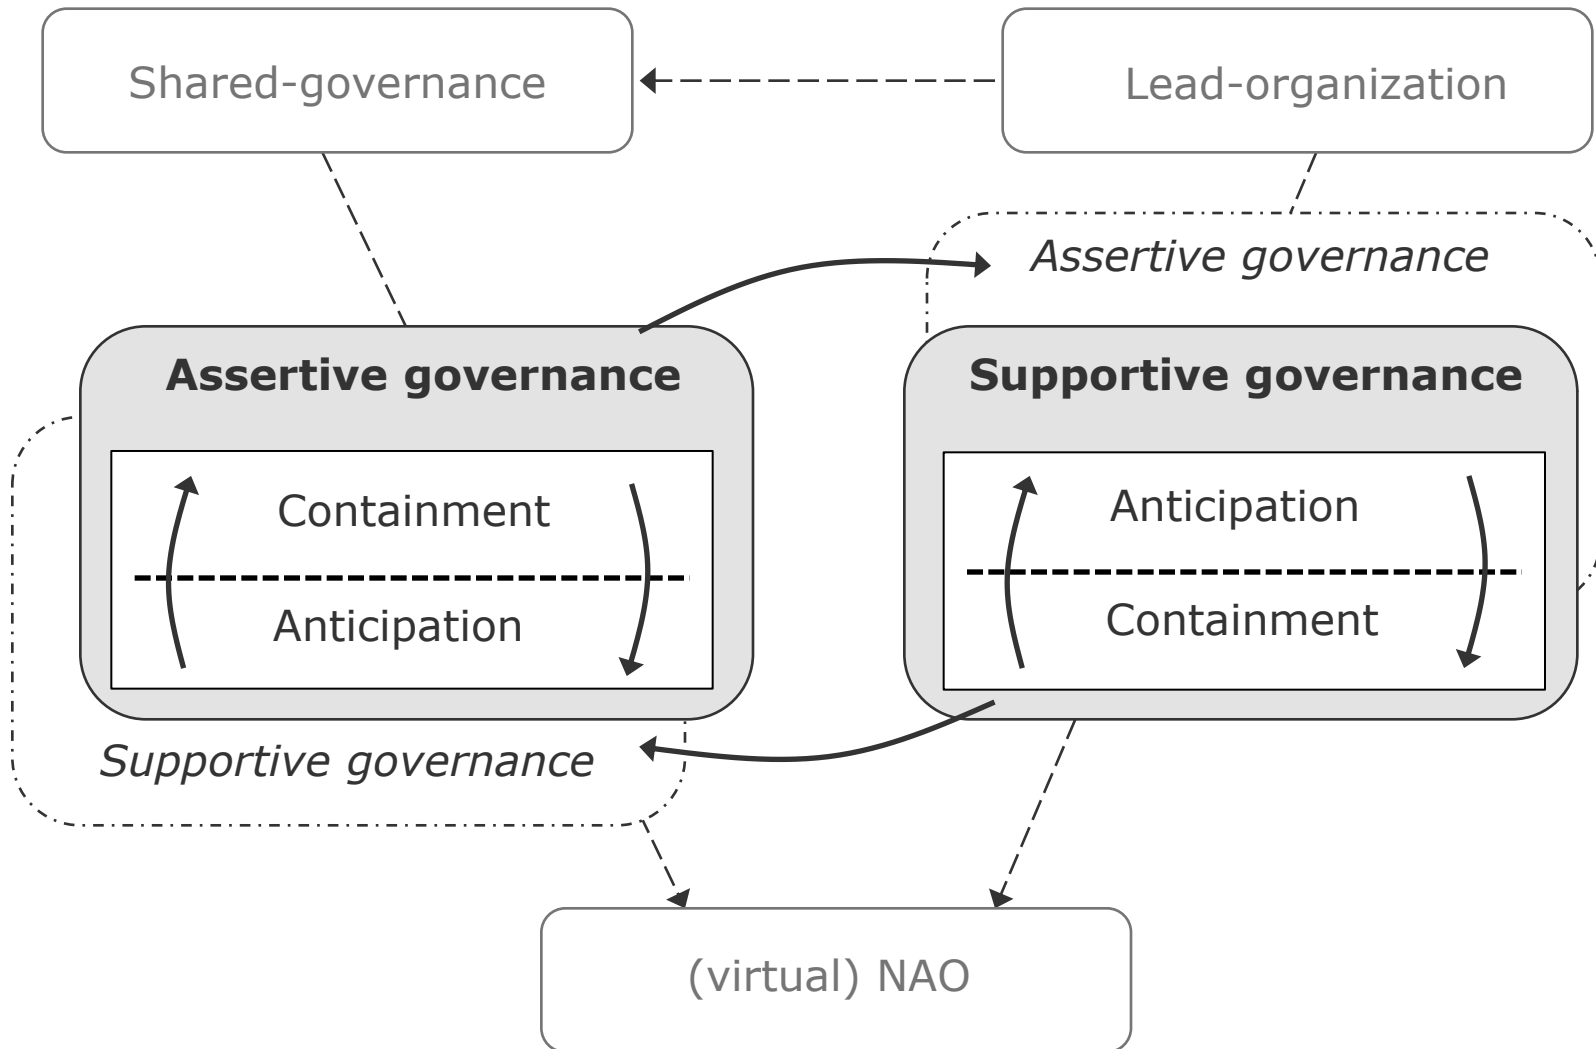 Shared-governance
Lead-organization
Assertive governance
Assertive governance
Supportive governance
Containment
Anticipation
Anticipation
Containment
Supportive governance
(virtual) NAO